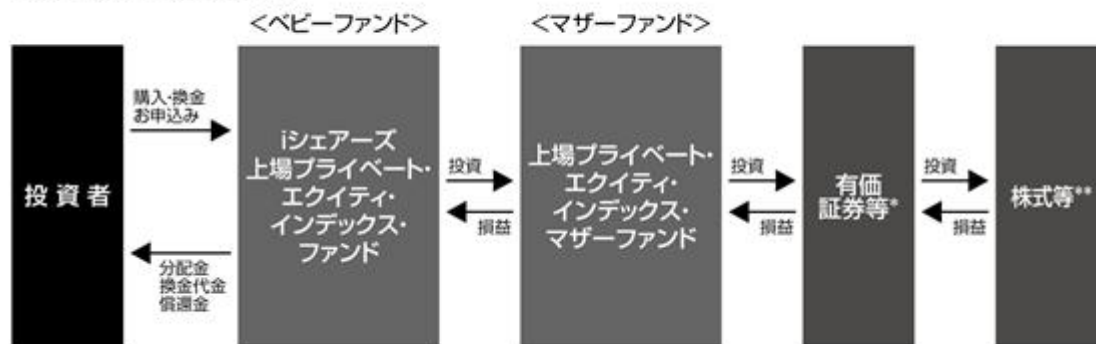 <ベビーファンド>
<マザーファンド>
投資者
購入・換金
お申込み
分配金
換金代金
償還金
iシェアーズ
上場プライベート・
エクイティ・
インデックス・
ファンド
投資
損益
上場プライベート・
エクイティ・
インデックス・
マザーファンド
投資
損益
有価
証券等*
投資
損益
株式等**